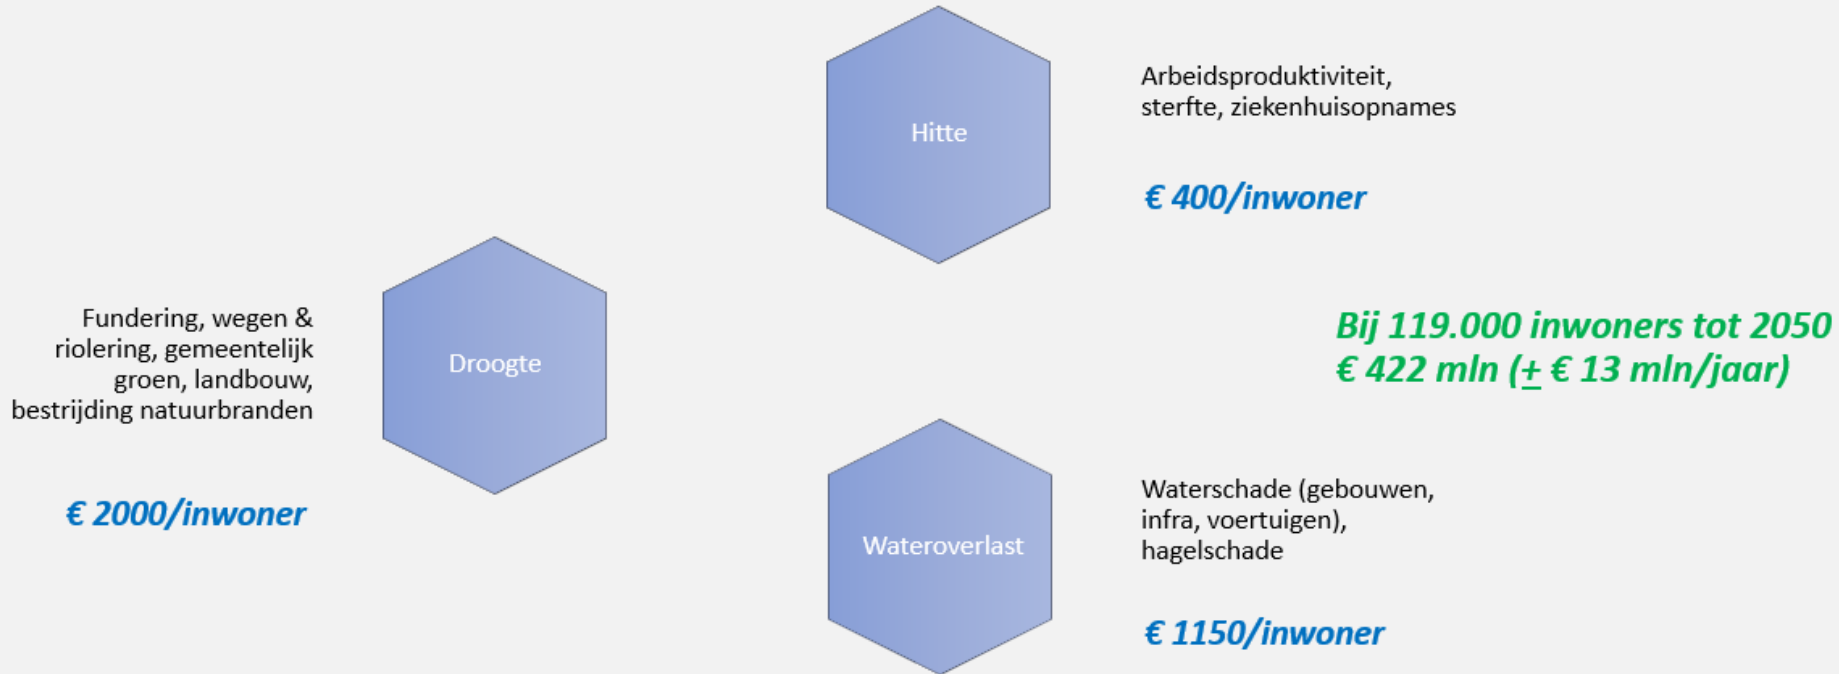 Hitte
Arbeidsproduktiviteit,
sterfte, ziekenhuisopnames
€ 400/inwoner
Fundering, wegen &
riolering, gemeentelijk
groen, landbouw,
bestrijding natuurbranden
€ 2000/inwoner
Droogte
Bij 119.000 inwoners tot 2050
€ 422 mln (± € 13 mln/jaar)
Wateroverlast
Waterschade (gebouwen,
infra, voertuigen),
hagelschade
€ 1150/inwoner